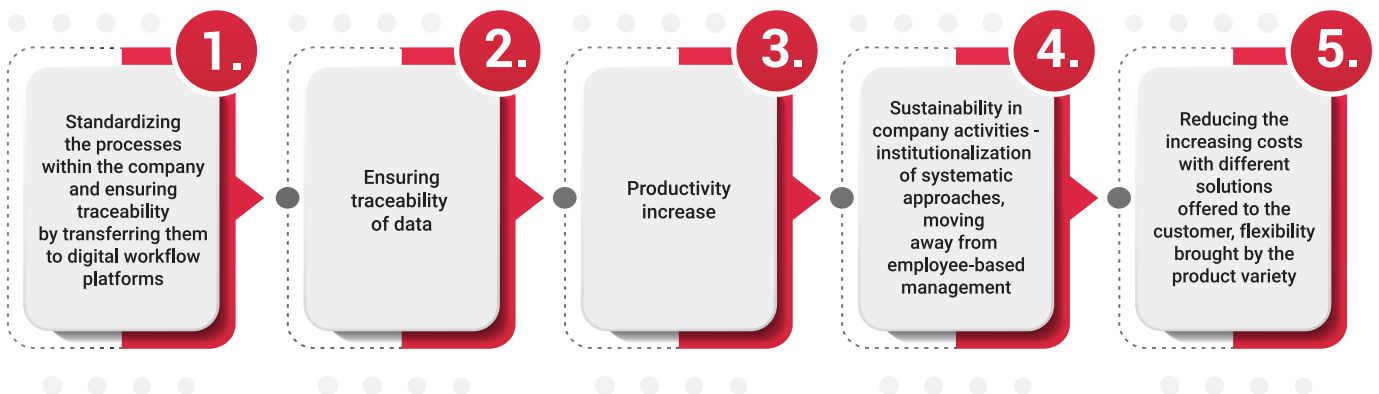 1.
Standardizing
the processes
within the company
and ensuring
traceability
by transferring them
to digital workflow
platforms
2.
Ensuring
traceability
of data
3.
Productivity
increase
4.
Sustainability in
company activities -
institutionalization
of systematic
approaches,
moving
away from
employee-based
management
5.
Reducing the
increasing costs
with different
solutions
offered to the
customer, flexibility
brought by the
product variety